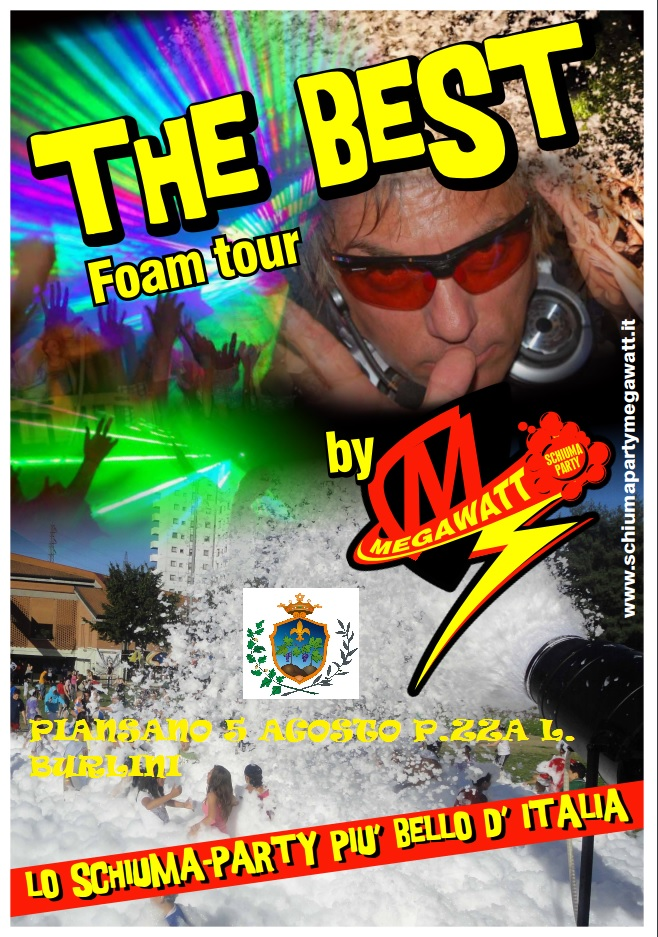 THE BEST
Foam tour
by
M
MEGAWATT
SCHIUMA
PARTY
www.schiumapartymegawatt.it
PIANSANO 5 AGOSTO P.ZZA L.
BURLINI
LO SCHIUMA-PARTY PIU' BELLO D' ITALIA